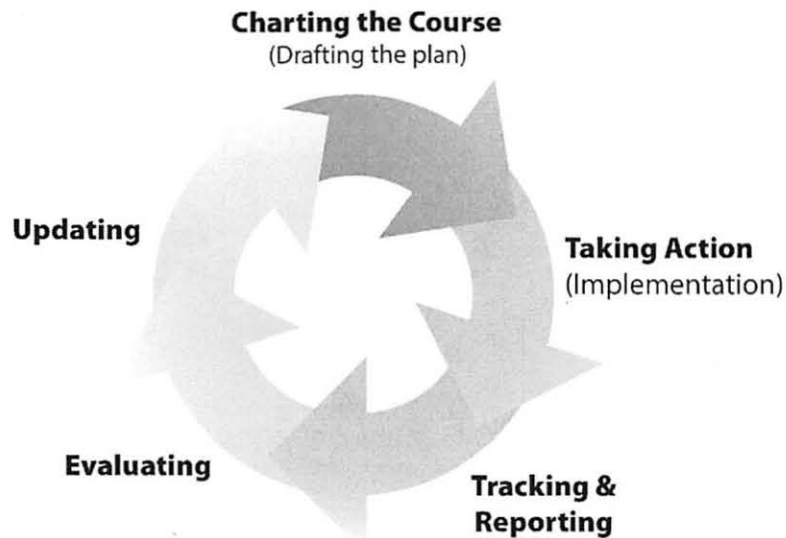 Charting the Course
(Drafting the plan)
Updating
Taking Action
(Implementation)
Evaluating
Tracking &
Reporting